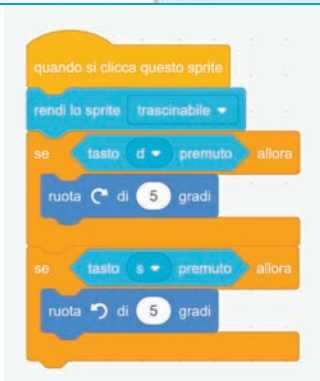 quando si clicca questo sprite
rendi lo sprite trascinabile
se tasto d premuto allora
ruota di 5 gradi
se tasto s premuto allora
ruota di 5 gradi